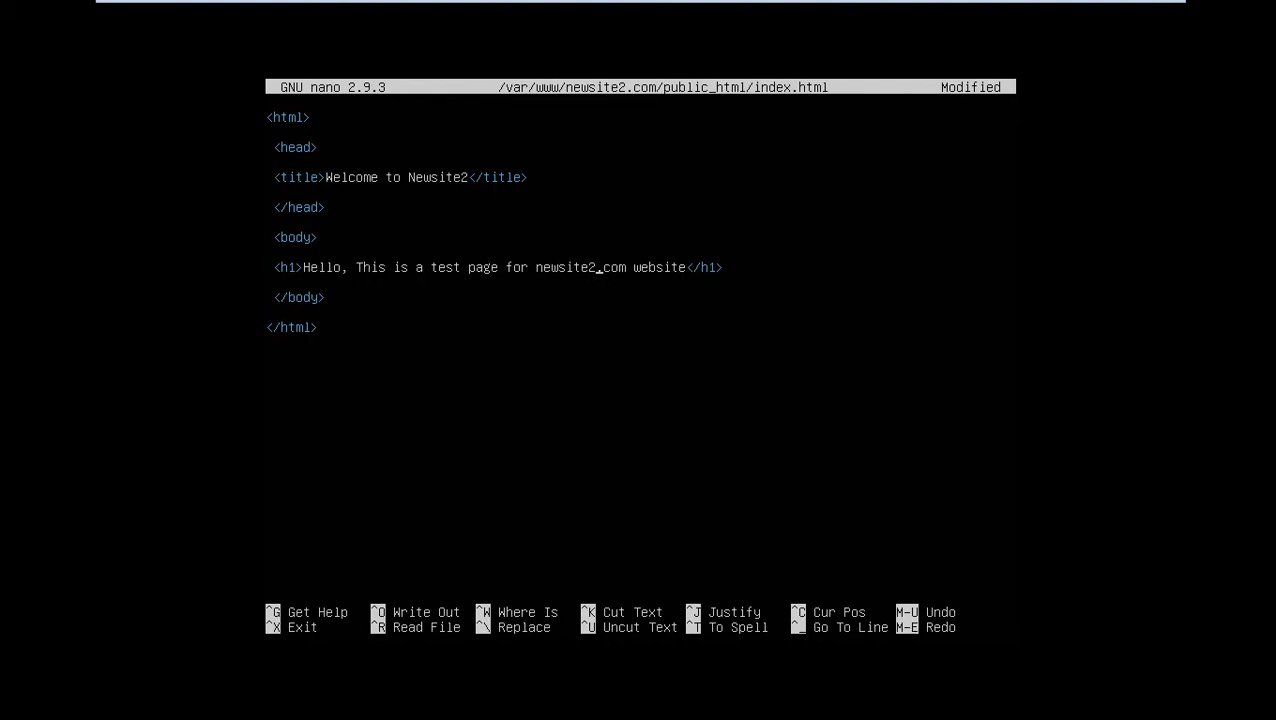 GNU nano 2.9.3 /var/www/newsite2.com/public_html/index.html Modified
<html>
<head>
<title>Welcome to Newsite2</title>
</head>
<body>
<h1>Hello, This is a test page for newsite2.com website</h1>
</body>
</html>
^G Get Help ^O Write Out ^W Where Is ^K Cut Text ^J Justify ^C Cur Pos M-U Undo
^X Exit ^R Read File ^\ Replace ^U Uncut Text ^T To Spell ^_ Go To Line M-E Redo